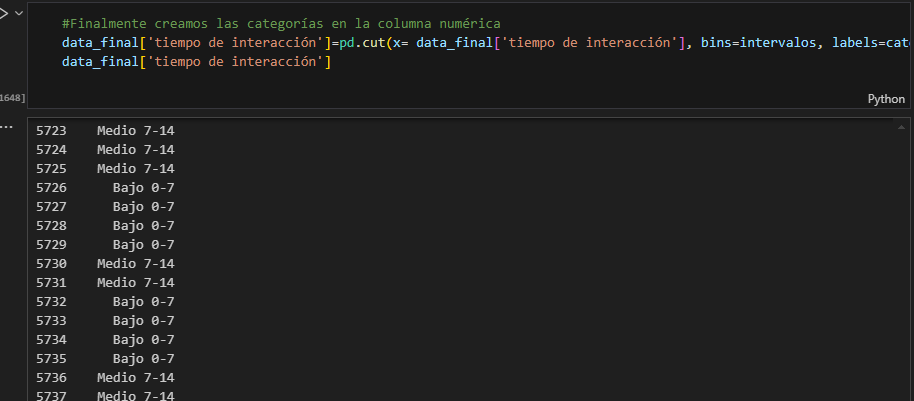 #Finalmente creamos las categorías en la columna numérica
data_final['tiempo de interacción']=pd.cut(x= data_final['tiempo de interacción'], bins=intervalos, labels=cate
data_final['tiempo de interacción']
1648]
Python
...
5723 Medio 7-14
5724 Medio 7-14
5725 Medio 7-14
5726 Bajo 0-7
5727 Bajo 0-7
5728 Bajo 0-7
5729 Bajo 0-7
5730 Medio 7-14
5731 Medio 7-14
5732 Bajo 0-7
5733 Bajo 0-7
5734 Bajo 0-7
5735 Bajo 0-7
5736 Medio 7-14
5737 Medio 7-14